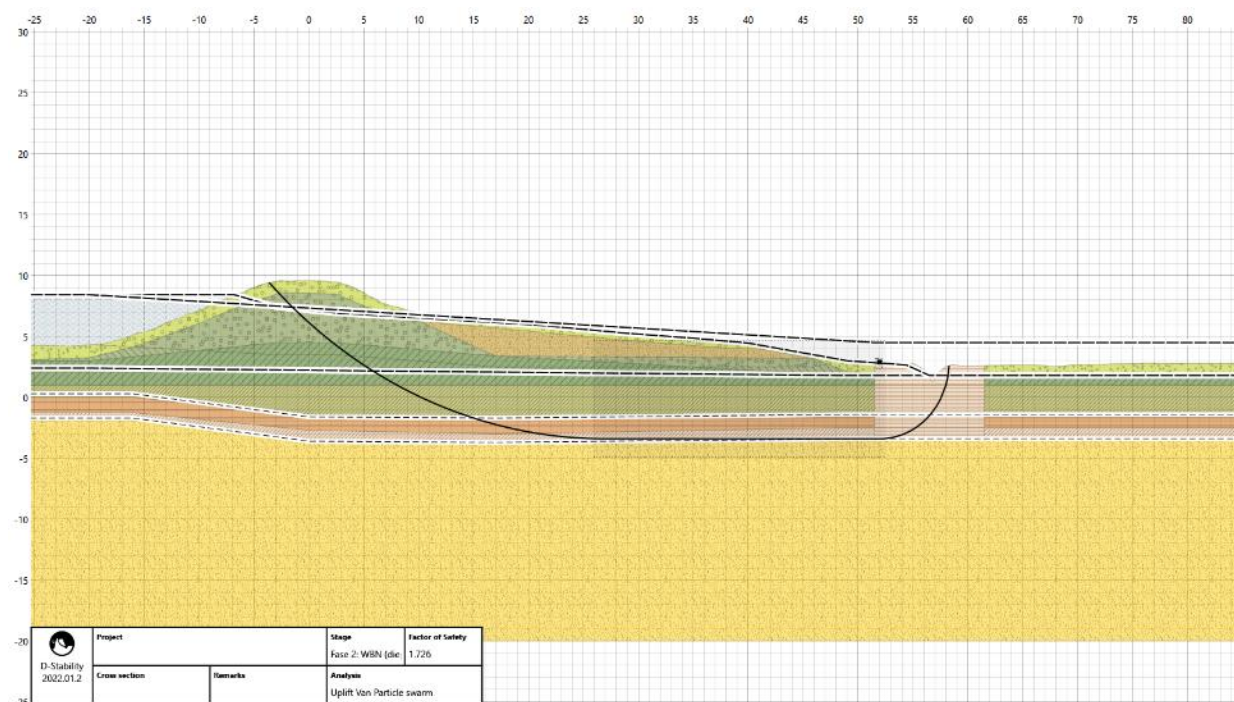 -25 -20 -15 -10 -5 0 5 10 15 20 25 30 35 40 45 50 55 60 65 70 75 80
30
25
20
15
10
5
0
-5
-10
-15
-20
-25
Project
Stage
Factor of Safety
Fase 2: WBN (die
1.726
D-Stability
2022.01.2
Cross section
Remarks
Analysis
Uplift Van Particle swarm